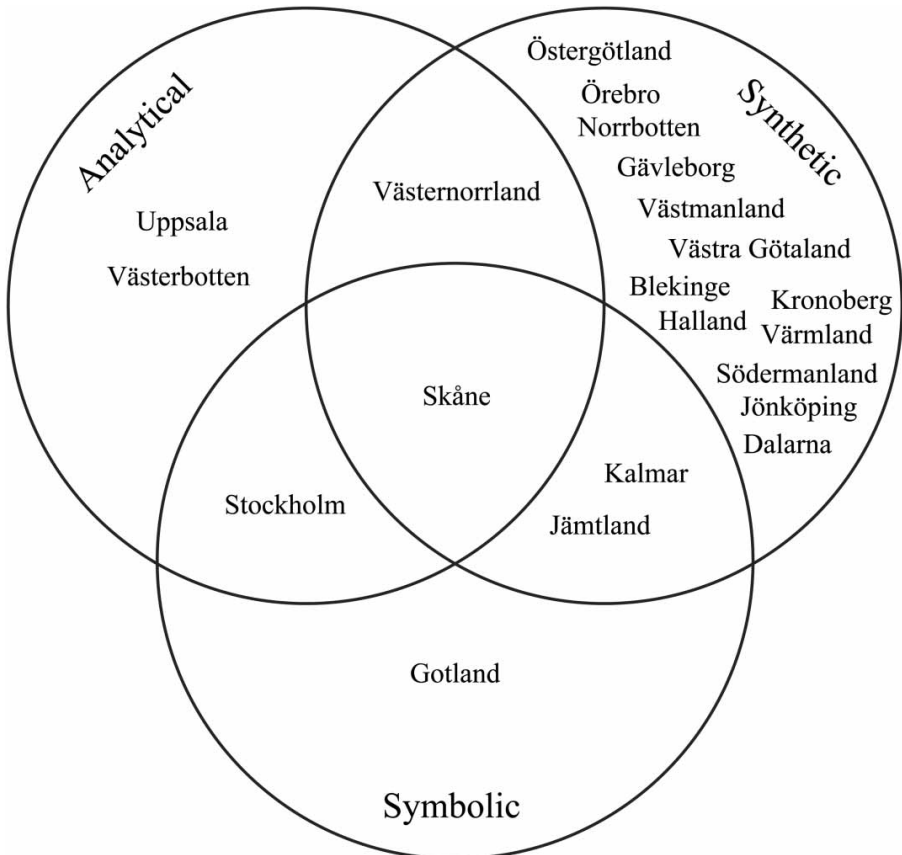 Analytical
Synthetic
Östergötland
Örebro
Norrbotten
Gävleborg
Västernorrland
Västmanland
Uppsala
Västra Götaland
Västerbotten
Blekinge
Kronoberg
Halland
Värmland
Södermanland
Skåne
Jönköping
Dalarna
Kalmar
Stockholm
Jämtland
Gotland
Symbolic